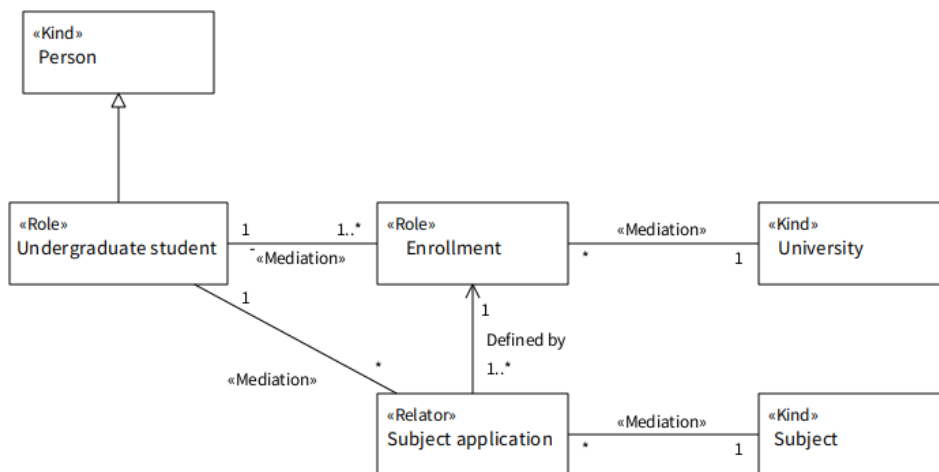 «Kind»
Person
«Role»
Undergraduate student
1
-
1..*
«Mediation»
«Role»
Enrollment
«Mediation»
*
1
«Kind»
University
1
«Mediation»
*
1
Defined by
1..*
«Relator»
Subject application
«Mediation»
*
1
«Kind»
Subject